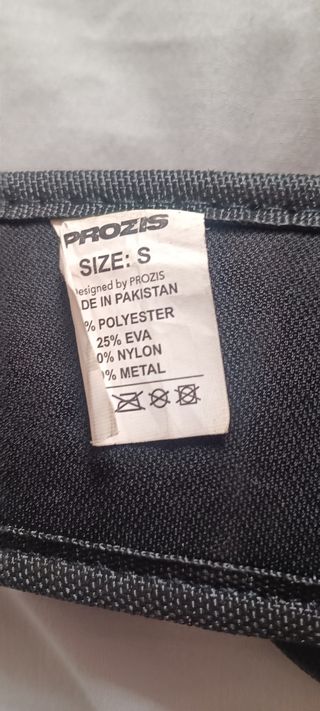 PROZIS
SIZE: S
esigned by PROZIS
DE IN PAKISTAN
% POLYESTER
25% EVA
0% NYLON
% METAL